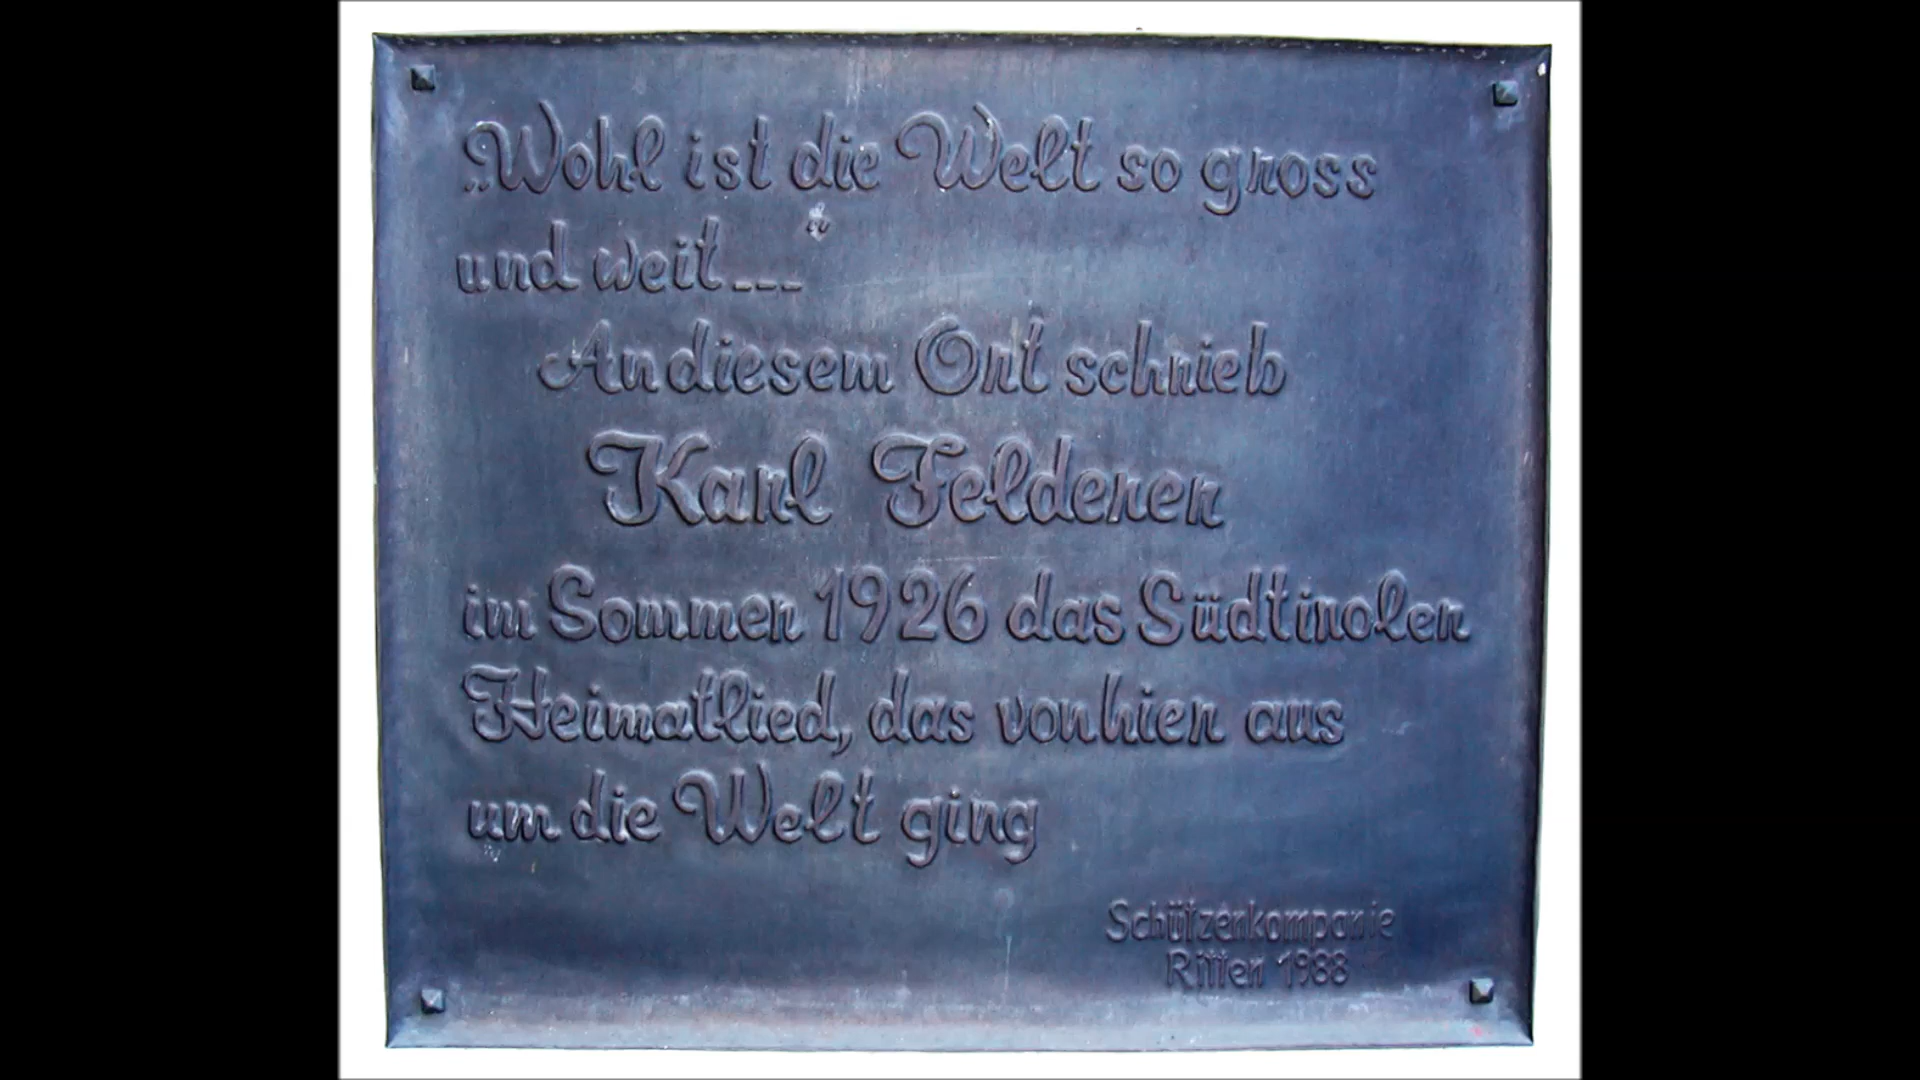 „Wohl ist die Welt so gross
und weit..."
An diesem Ort schrieb
Karl Felderer
im Sommer 1926 das Südtiroler
Heimatlied, das von hier aus
um die Welt ging
Schützenkompanie
Ritten 1988